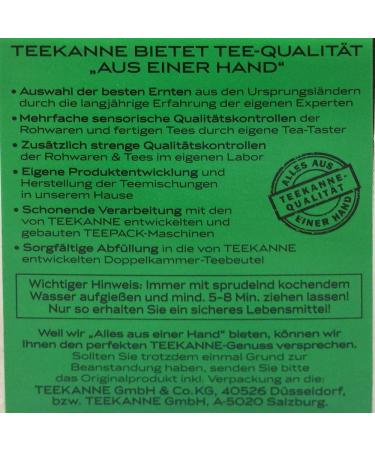 TEEKANNE BIETET TEE-QUALITÄT
„AUS EINER HAND“
• Auswahl der besten Ernten aus den Ursprungsländern
durch die langjährige Erfahrung der eigenen Experten
• Mehrfache sensorische Qualitätskontrollen der
Rohwaren und fertigen Tees durch eigene Tea-Taster
• Zusätzlich strenge Qualitätskontrollen
der Rohwaren & Tees im eigenen Labor
• Eigene Produktentwicklung und
Herstellung der Teemischungen
in unserem Hause
• Schonende Verarbeitung mit den
von TEEKANNE entwickelten und
gebauten TEEPACK-Maschinen
• Sorgfältige Abfüllung in die von TEEKANNE
entwickelten Doppelkammer-Teebeutel
ALLES AUS
TEEKANNE-
QUALITÄT
EINER HAND
Wichtiger Hinweis: Immer mit sprudelnd kochendem
Wasser aufgießen und mind. 5-8 Min. ziehen lassen!
Nur so erhalten Sie ein sicheres Lebensmittel!
Weil wir „Alles aus einer Hand“ bieten, können wir
Ihnen den perfekten TEEKANNE-Genuss versprechen.
Sollten Sie trotzdem einmal Grund zur
Beanstandung haben, senden Sie bitte
das Originalprodukt inkl. Verpackung an die:
TEEKANNE GmbH & Co.KG, 40526 Düsseldorf,
bzw. TEEKANNE GmbH, A-5020 Salzburg.